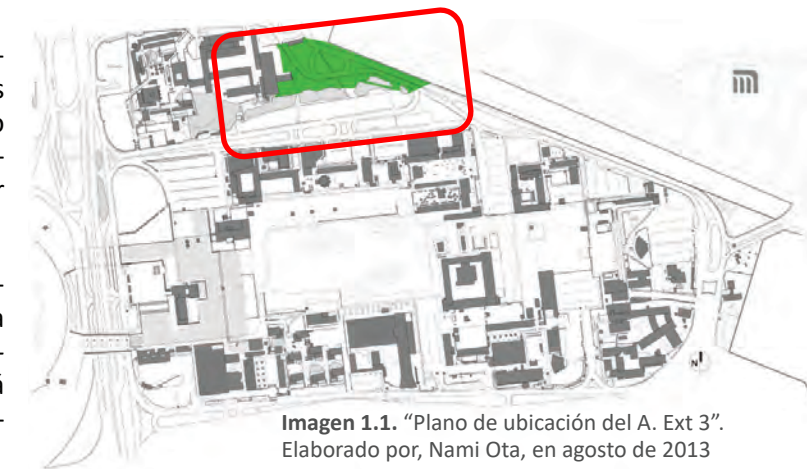 s
o
r
a
á
Imagen 1.1. “Plano de ubicación del A. Ext 3”.
Elaborado por, Nami Ota, en agosto de 2013
N